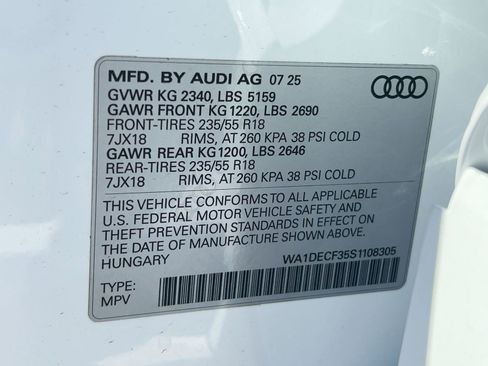 MFD. BY AUDI AG 07 25
GVWR KG 2340, LBS 5159
GAWR FRONT KG 1220, LBS 2690
FRONT-TIRES 235/55 R18
7JX18 RIMS, AT 260 KPA 38 PSI COLD
GAWR REAR KG1200, LBS 2646
REAR-TIRES 235/55 R18
7JX18 RIMS, AT 260 KPA 38 PSI COLD
THIS VEHICLE CONFORMS TO ALL APPLICABLE
U.S. FEDERAL MOTOR VEHICLE SAFETY AND
THEFT PREVENTION STANDARDS IN EFFECT ON
THE DATE OF MANUFACTURE SHOWN ABOVE.
HUNGARY
WA1DECF35S1108305
TYPE:
MPV